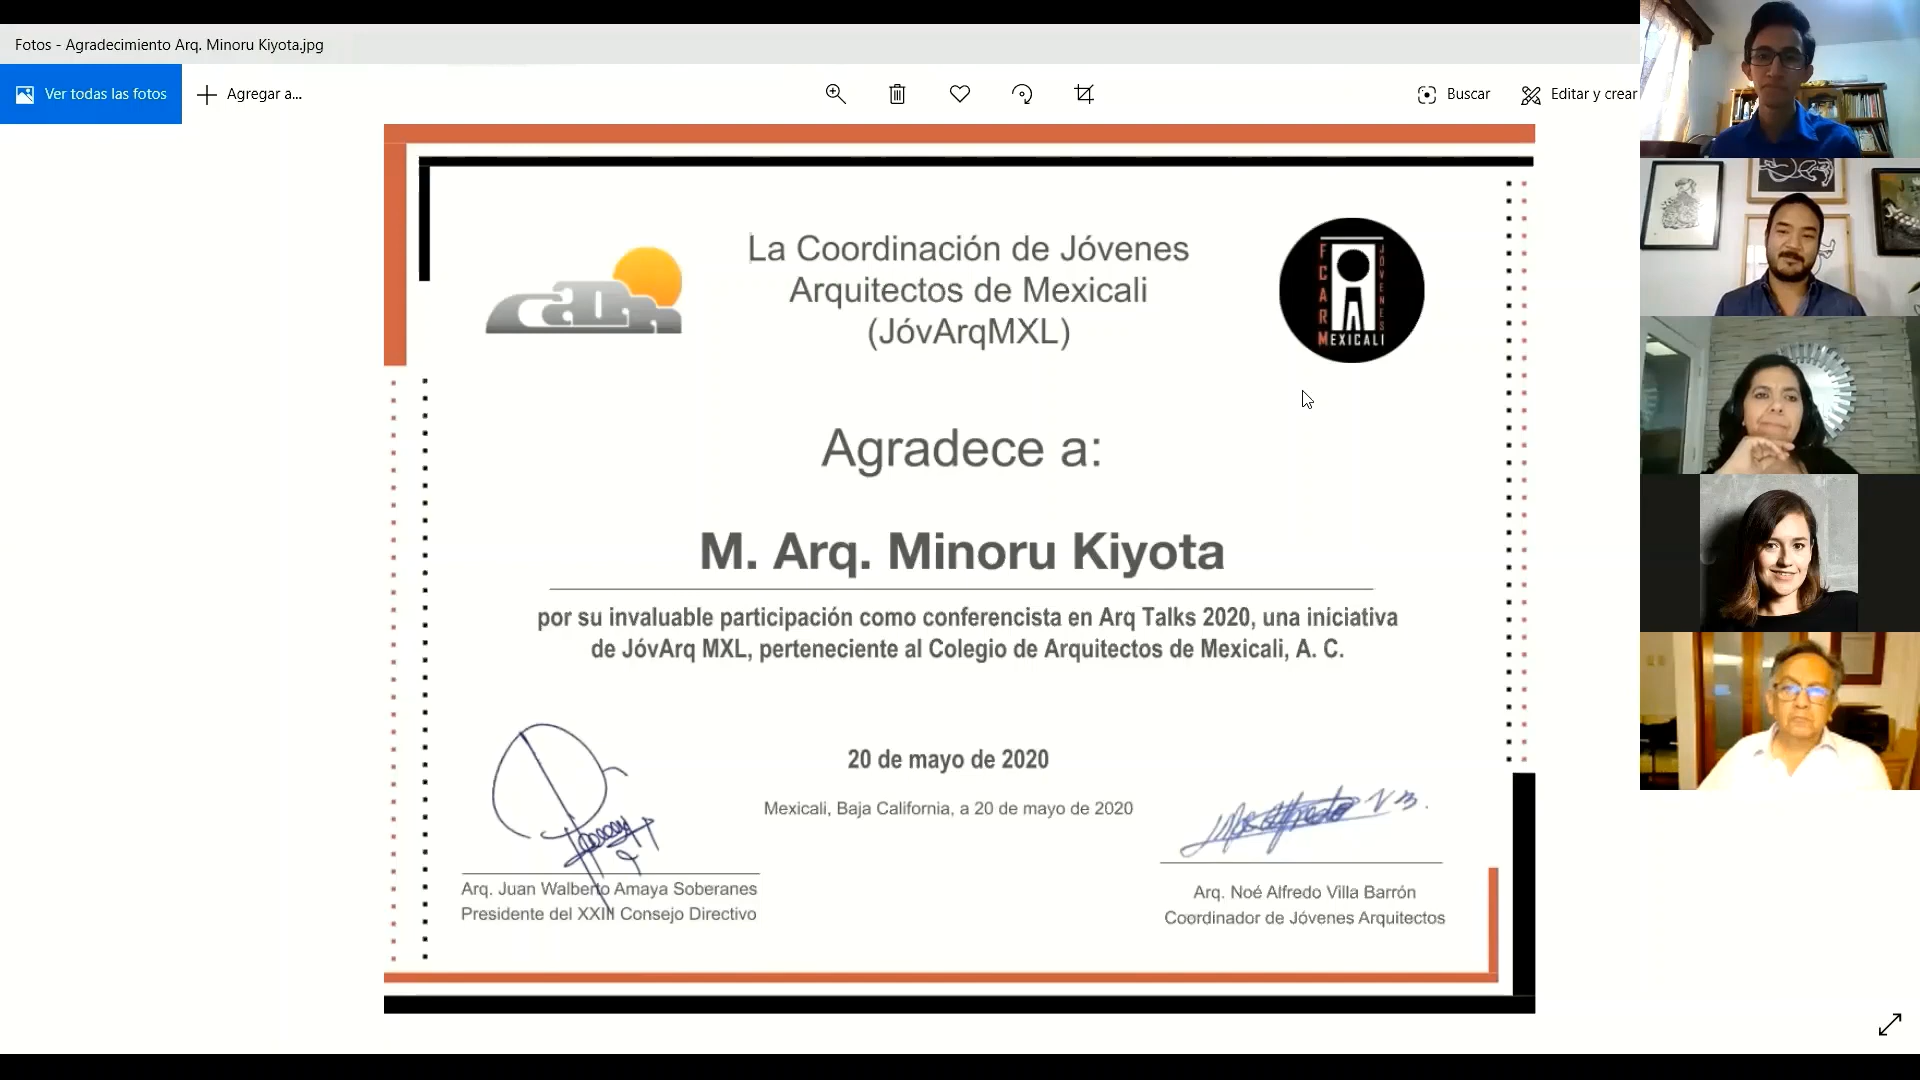 Fotos - Agradecimiento Arq. Minoru Kiyota.jpg
Ver todas las fotos
Agregar a...
Buscar
Editar y crear
cadm
La Coordinación de Jóvenes
Arquitectos de Mexicali
(JóvArqMXL)
FCARM
JÓVENES
MEXICALI
Agradece a:
M. Arq. Minoru Kiyota
por su invaluable participación como conferencista en Arq Talks 2020, una iniciativa
de JóvArq MXL, perteneciente al Colegio de Arquitectos de Mexicali, A. C.
20 de mayo de 2020
Mexicali, Baja California, a 20 de mayo de 2020
Arq. Juan Walberto Amaya Soberanes
Presidente del XXIII Consejo Directivo
Arq. Noé Alfredo Villa Barrón
Coordinador de Jóvenes Arquitectos